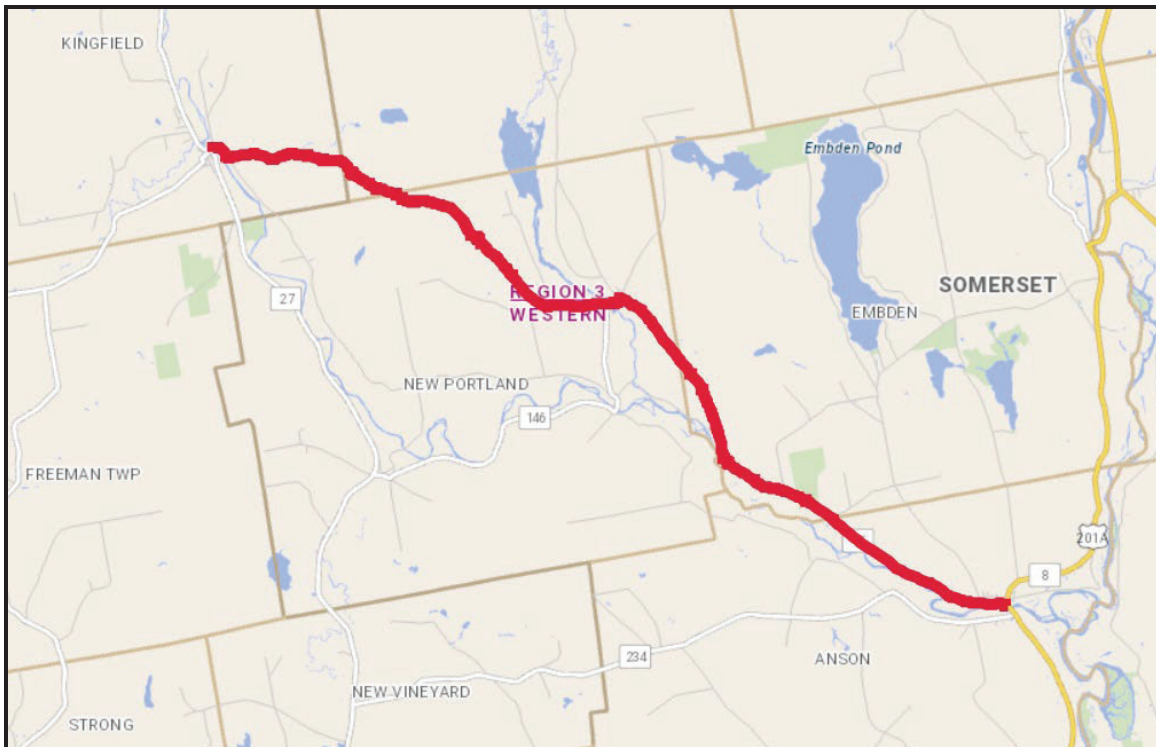 KINGFIELD
Embden Pond
SOMERSET
27
REGION 3
WESTERN
EMBDEN
NEW PORTLAND
146
FREEMAN TWP
201A
8
234
ANSON
NEW VINEYARD
STRONG